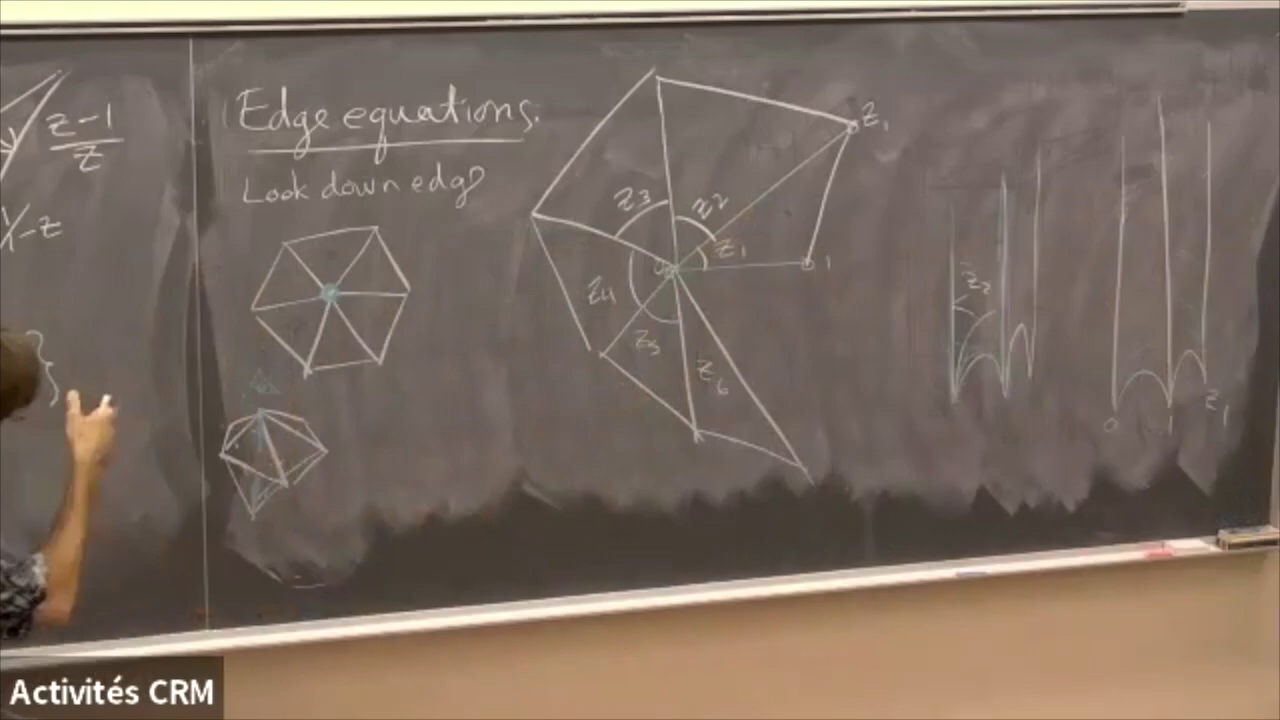 z-1
z
1-z
Edge equations.
Look down edge
z₁
z₃
z₂
z₁
0
1
z₄
z₅
z₆
z₂
0
1
z₁
Activités CRM